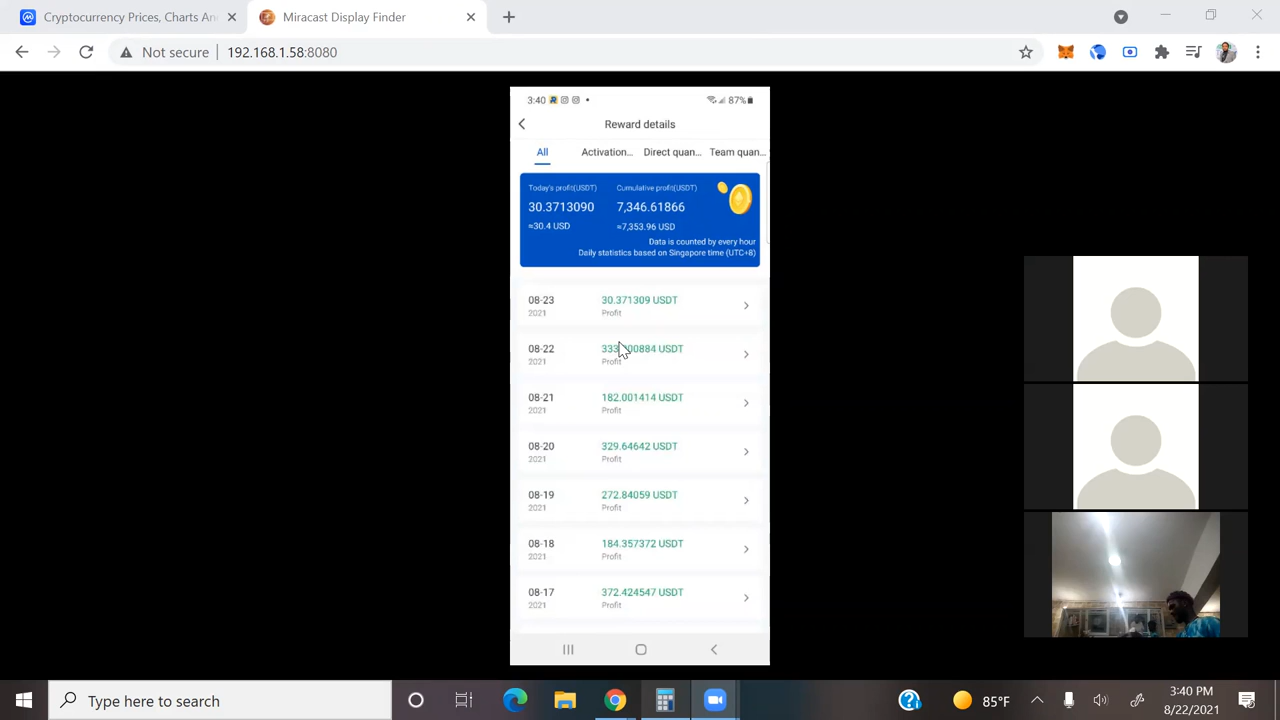 Cryptocurrency Prices, Charts An
Miracast Display Finder
Not secure
192.168.1.58:8080
3:40
87%
Reward details
All
Activation...
Direct quan...
Team quan...
Today's profit(USDT)
Cumulative profit(USDT)
30.3713090
7,346.61866
≈30.4 USD
≈7,353.96 USD
Data is counted by every hour
Daily statistics based on Singapore time (UTC+8)
08-23
30.371309 USDT
2021
Profit
08-22
USDT
2021
Profit
08-21
182.001414 USDT
2021
Profit
08-20
329.64642 USDT
2021
Profit
08-19
272.84059 USDT
2021
Profit
08-18
184.357372 USDT
2021
Profit
08-17
372.424547 USDT
2021
Profit
Type here to search
85°F
3:40 PM
8/22/2021